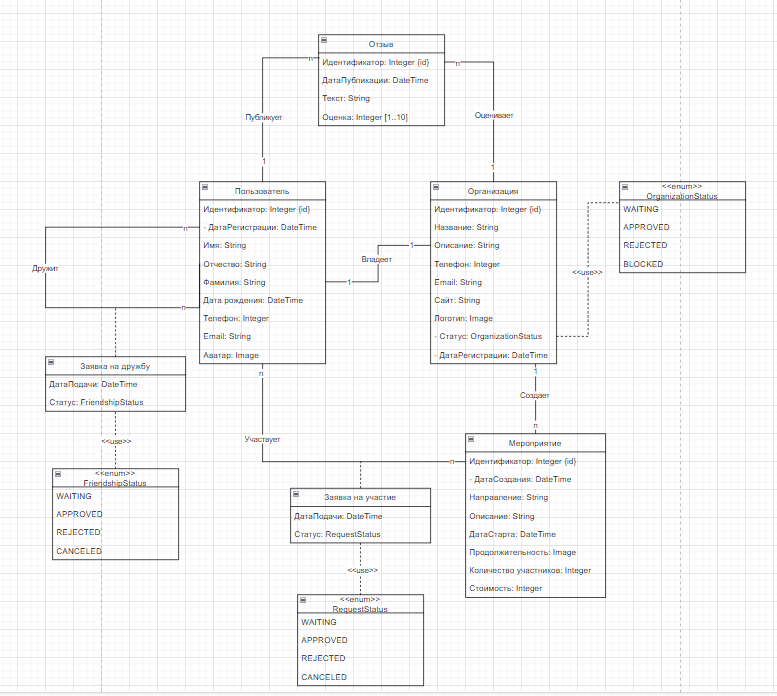 Отзыв
Идентификатор: Integer {id}
ДатаПубликации: DateTime
Текст: String
Оценка: Integer [1..10]
n
n
Публикует
Оценивает
1
1
Пользователь
Идентификатор: Integer {id}
- ДатаРегистрации: DateTime
Имя: String
Отчество: String
Фамилия: String
Дата рождения: DateTime
Телефон: Integer
Email: String
Аватар: Image
Организация
Идентификатор: Integer {id}
Название: String
Описание: String
Телефон: Integer
Email: String
Сайт: String
Логотип: Image
- Статус: OrganizationStatus
- ДатаРегистрации: DateTime
<<enum>>
OrganizationStatus
WAITING
APPROVED
REJECTED
BLOCKED
<<use>>
n
Дружит
n
1
Владеет
1
Заявка на дружбу
ДатаПодачи: DateTime
Статус: FriendshipStatus
<<use>>
<<enum>>
FriendshipStatus
WAITING
APPROVED
REJECTED
CANCELED
n
Участвует
n
1
Создает
n
Мероприятие
Идентификатор: Integer {id}
- ДатаСоздания: DateTime
Направление: String
Описание: String
ДатаСтарта: DateTime
Продолжительность: Image
Количество участников: Integer
Стоимость: Integer
Заявка на участие
ДатаПодачи: DateTime
Статус: RequestStatus
<<use>>
<<enum>>
RequestStatus
WAITING
APPROVED
REJECTED
CANCELED